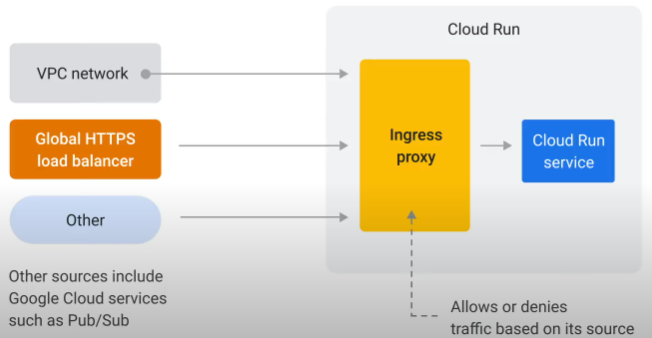 Cloud Run
VPC network
Global HTTPS
load balancer
Ingress
proxy
Cloud Run
service
Other
Other sources include
Google Cloud services
such as Pub/Sub
Allows or denies
traffic based on its source